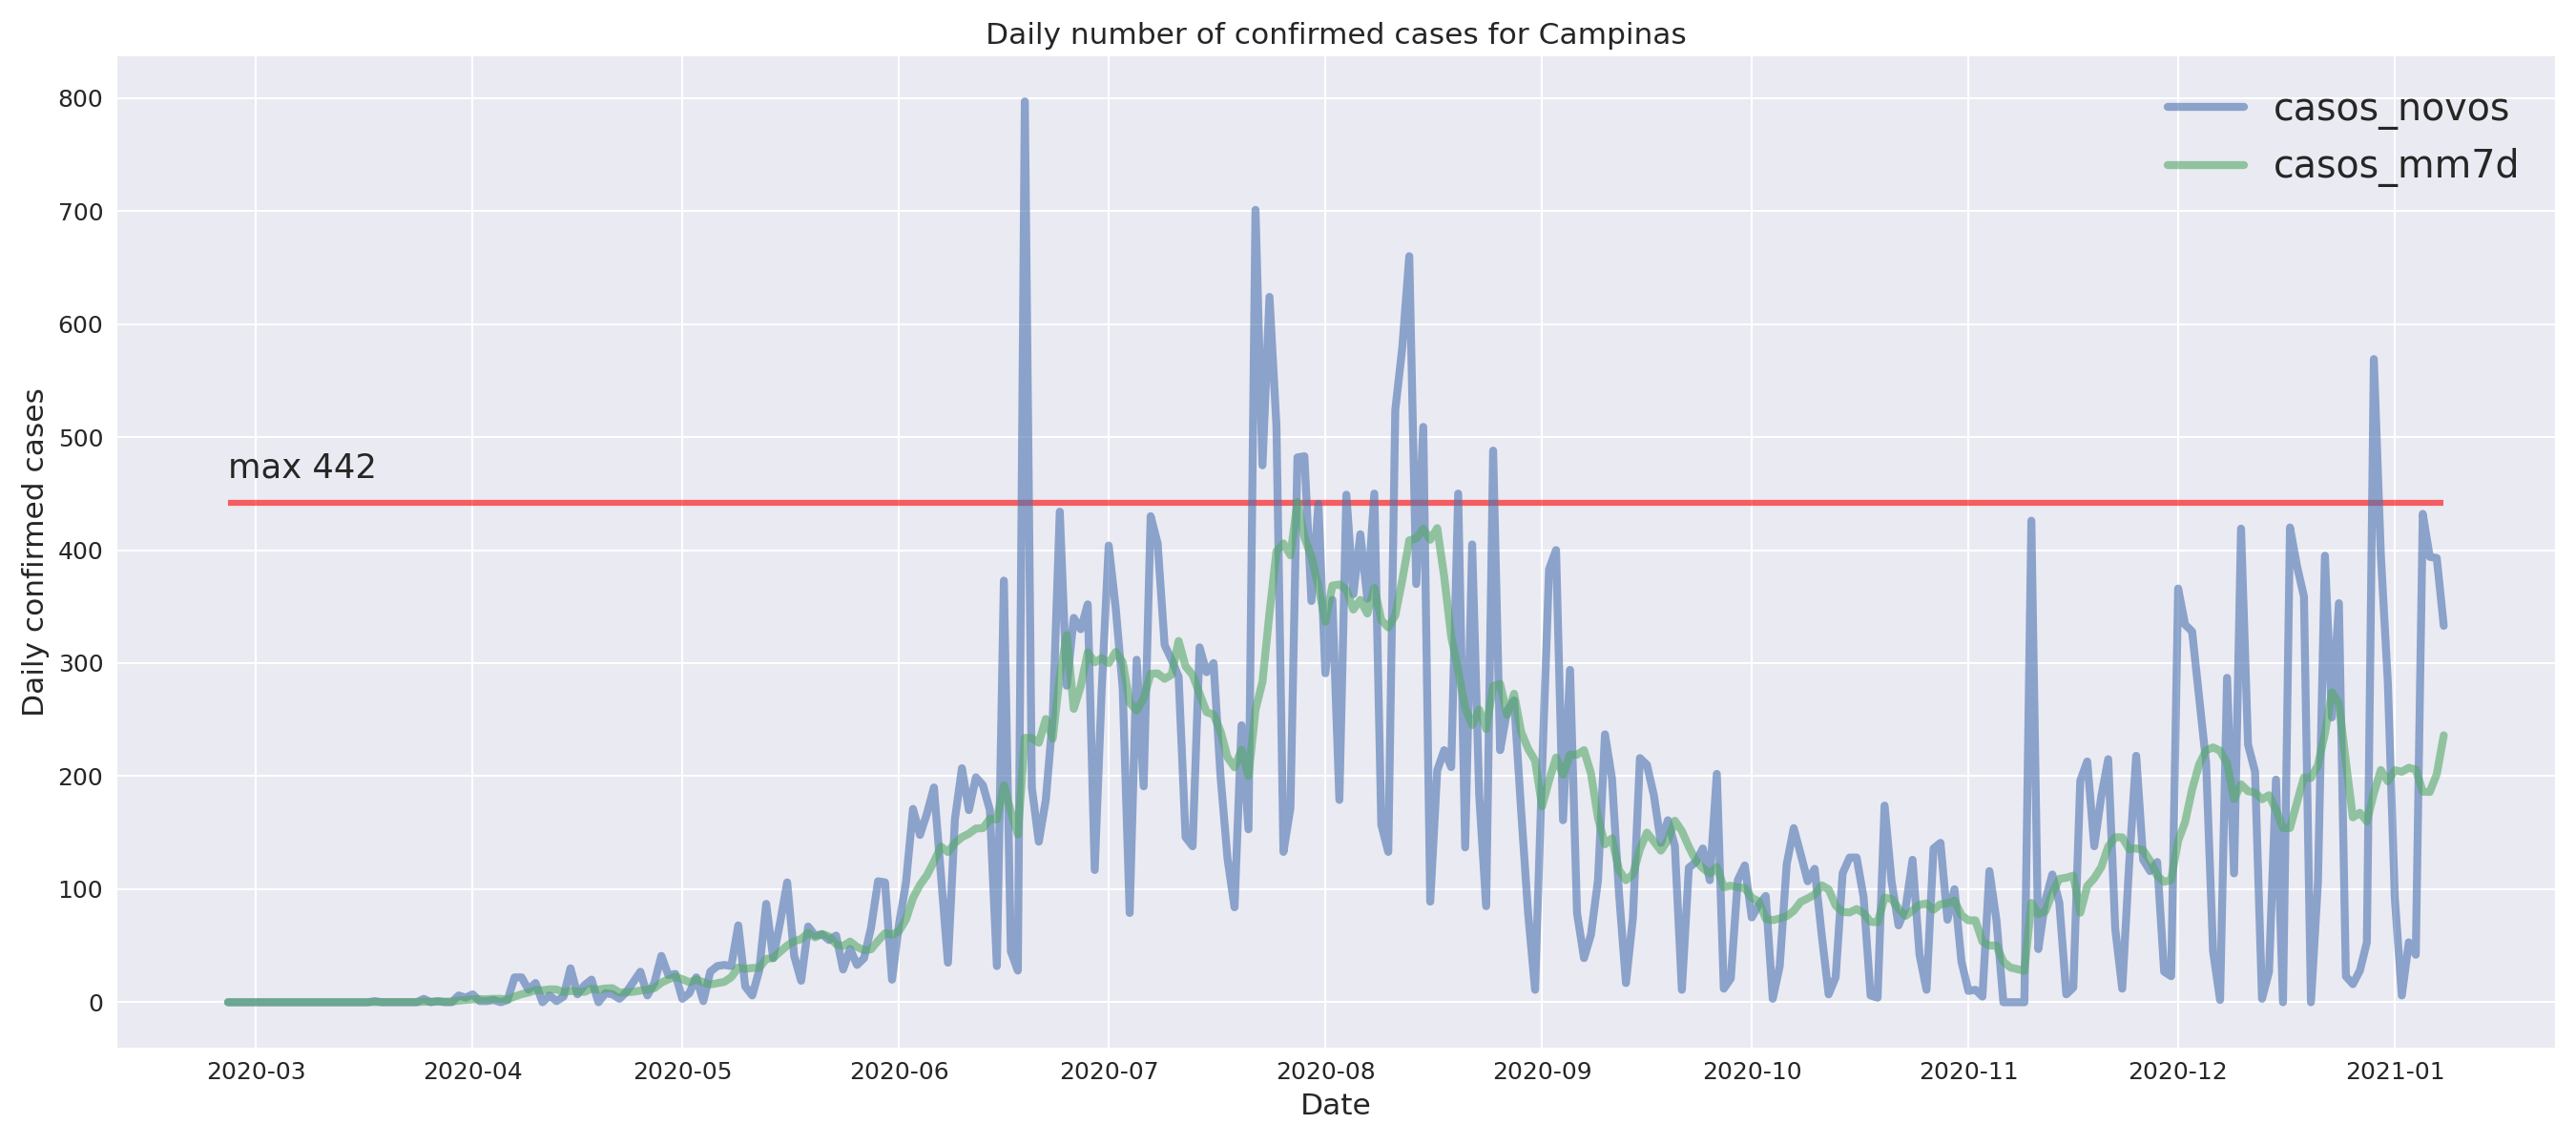 Daily number of confirmed cases for Campinas
casos_novos
casos_mm7d
max 442
Daily confirmed cases
800
700
600
500
400
300
200
100
0
2020-03 2020-04 2020-05 2020-06 2020-07 2020-08 2020-09 2020-10 2020-11 2020-12 2021-01
Date